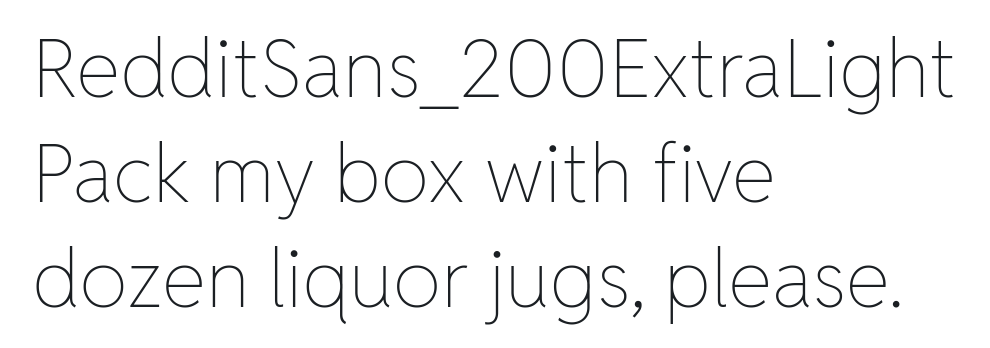 RedditSans_200ExtraLight
Pack my box with five
dozen liquor jugs, please.